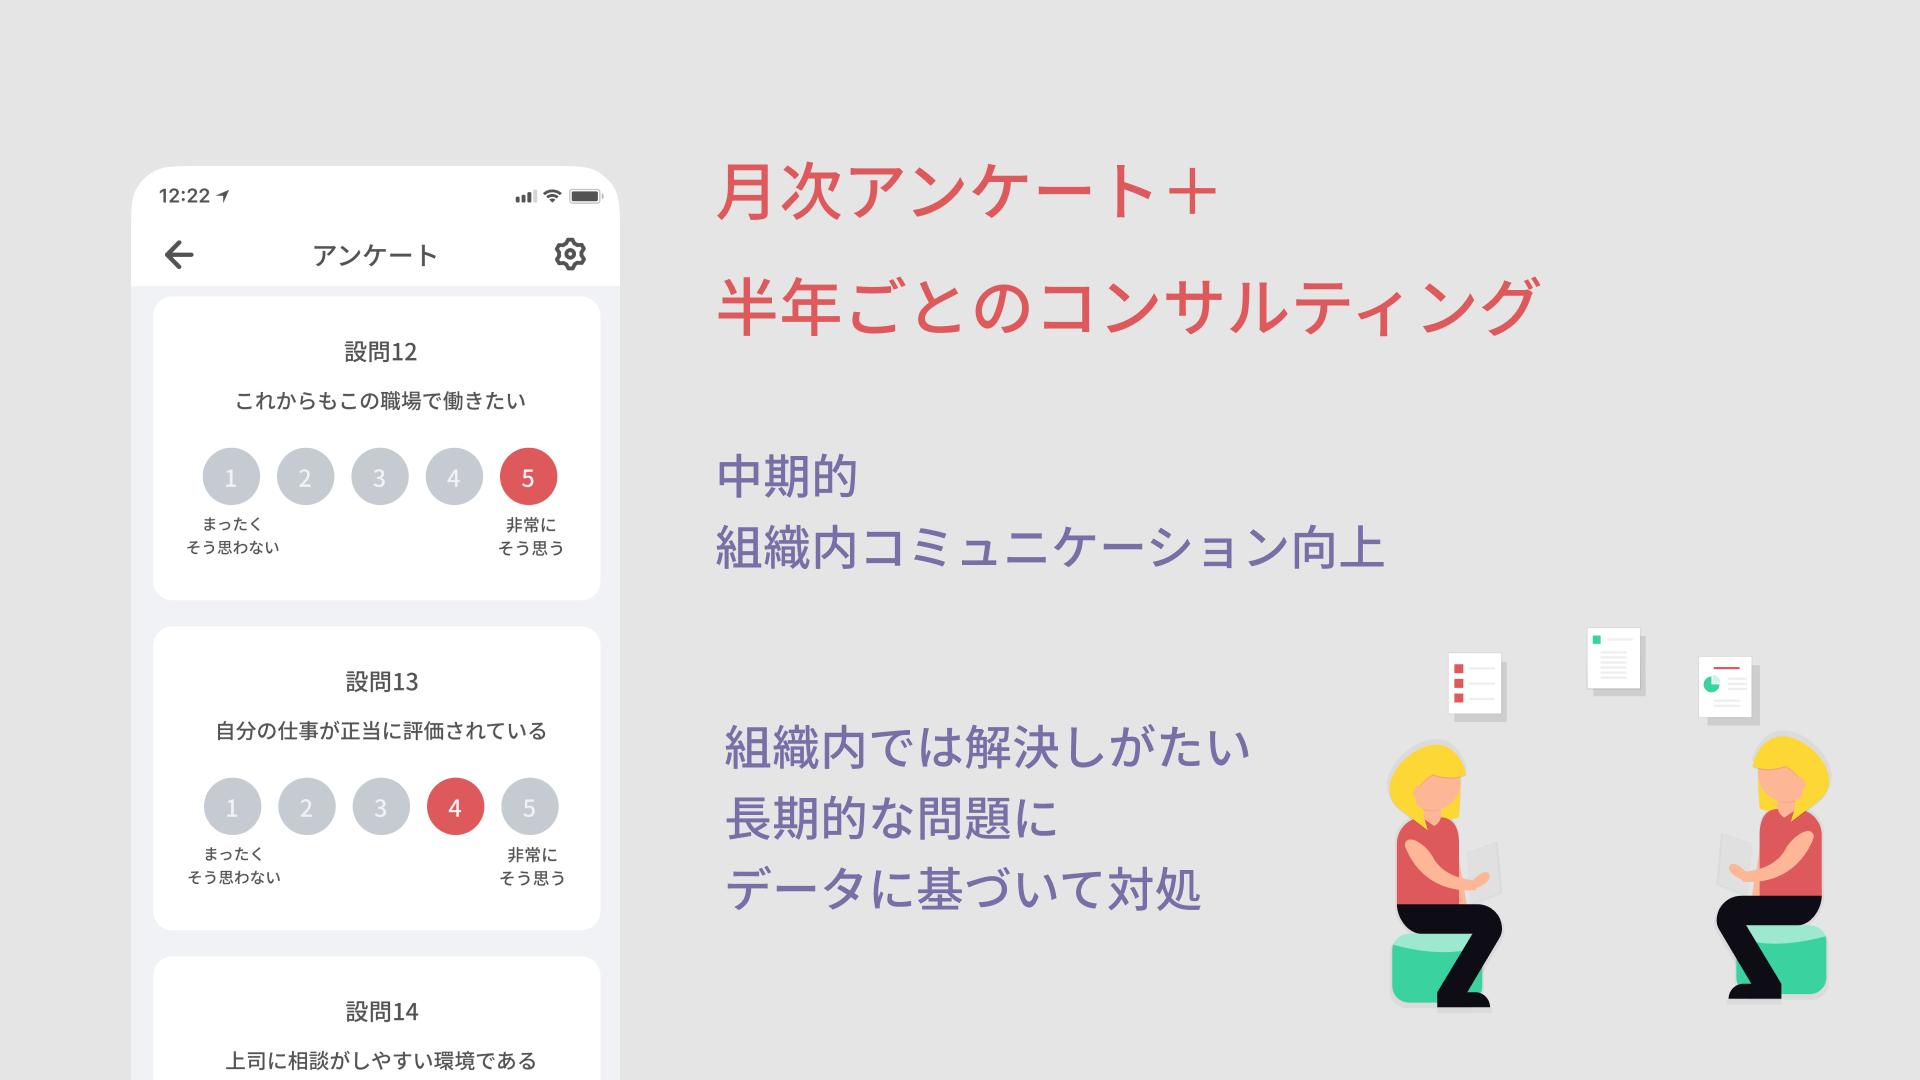 12:22
アンケート
設問12
これからもこの職場で働きたい
1 2 3 4 5
まったく
そう思わない
非常に
そう思う
設問13
自分の仕事が正当に評価されている
1 2 3 4 5
まったく
そう思わない
非常に
そう思う
設問14
上司に相談がしやすい環境である
月次アンケート＋
半年ごとのコンサルティング
中期的
組織内コミュニケーション向上
組織内では解決しがたい
長期的な問題に
データに基づいて対処